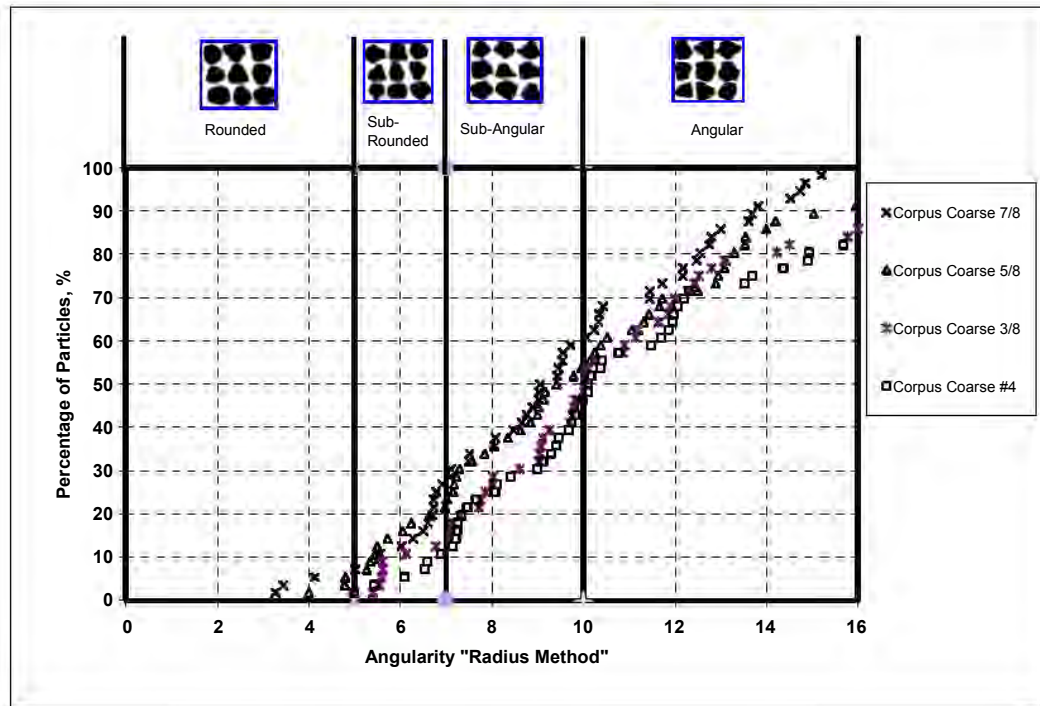 Rounded
Sub-
Rounded
Sub-Angular
Angular
100
90
80
70
60
50
40
30
20
10
0
Percentage of Particles, %
0 2 4 6 8 10 12 14 16
Angularity "Radius Method"
Corpus Coarse 7/8
Corpus Coarse 5/8
Corpus Coarse 3/8
Corpus Coarse #4